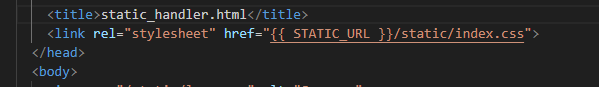 <title>static_handler.html</title>
<link rel="stylesheet" href="{{ STATIC_URL }}/static/index.css">
</head>
<body>